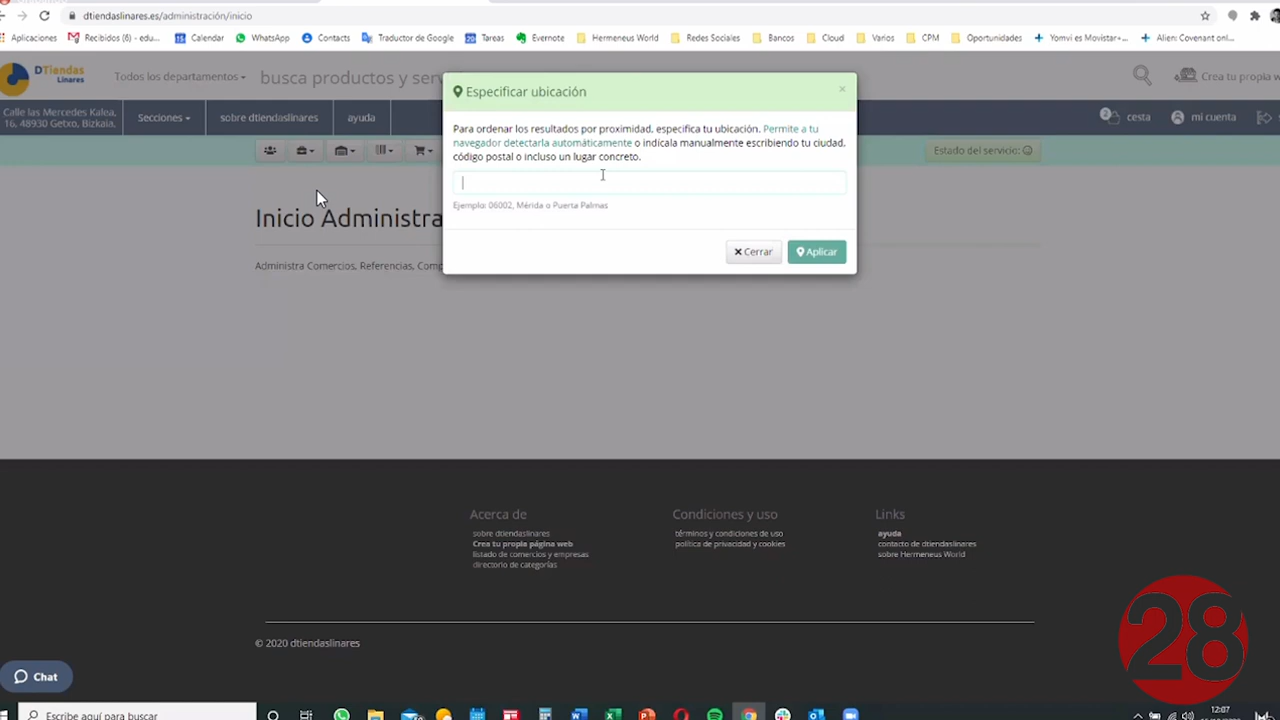 dtiendaslinares.es/administración/inicio
Aplicaciones
Recibidos (6) - edu...
Calendar
WhatsApp
Contacts
Traductor de Google
Tareas
Evernote
Hermeneus World
Redes Sociales
Bancos
Cloud
Varios
CPM
Oportunidades
Yomvi es Movistar+...
Alien: Covenant onl...
DTiendas
Linares
Todos los departamentos
busca productos y serv
Crea tu propia w
Calle las Mercedes Kalea,
16, 48930 Getxo, Bizkaia,
Secciones
sobre dtiendaslinares
ayuda
cesta
mi cuenta
Estado del servicio:
Especificar ubicación
×
Para ordenar los resultados por proximidad, especifica tu ubicación. Permite a tu
navegador detectarla automáticamente o indícala manualmente escribiendo tu ciudad,
código postal o incluso un lugar concreto.
Ejemplo: 06002, Mérida o Puerta Palmas
Cerrar
Aplicar
Inicio Administra
Administra Comercios, Referencias, Comp
Acerca de
sobre dtiendaslinares
Crea tu propia página web
listado de comercios y empresas
directorio de categorías
Condiciones y uso
términos y condiciones de uso
política de privacidad y cookies
Links
ayuda
contacto de dtiendaslinares
sobre Hermeneus World
© 2020 dtiendaslinares
Chat
28
Escribe aquí para buscar
12:07